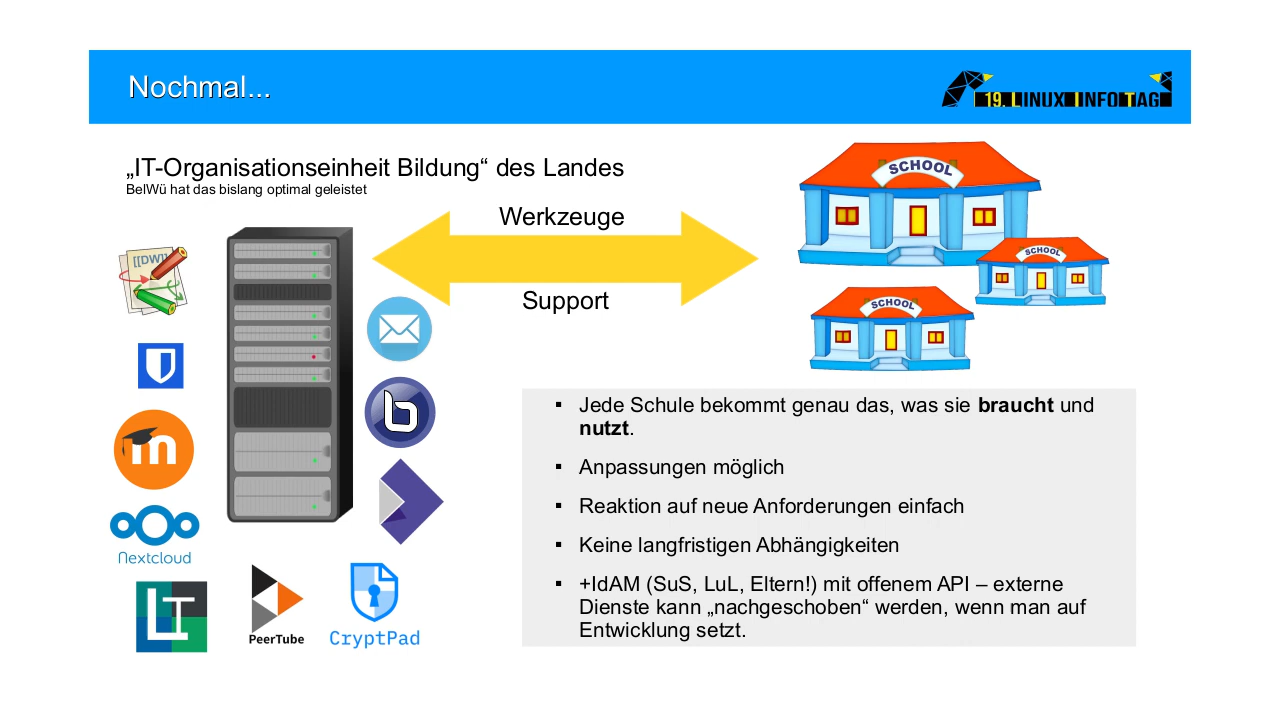 Nochmal...
19. LINUX INFO TAG
„IT-Organisationseinheit Bildung“ des Landes
BelWü hat das bislang optimal geleistet
Werkzeuge
Support
SCHOOL
SCHOOL
SCHOOL
[[DW]]
m
b
Nextcloud
LT
PeerTube
CryptPad
▪ Jede Schule bekommt genau das, was sie braucht und
nutzt.
▪ Anpassungen möglich
▪ Reaktion auf neue Anforderungen einfach
▪ Keine langfristigen Abhängigkeiten
▪ +IdAM (SuS, LuL, Eltern!) mit offenem API – externe
Dienste kann „nachgeschoben“ werden, wenn man auf
Entwicklung setzt.